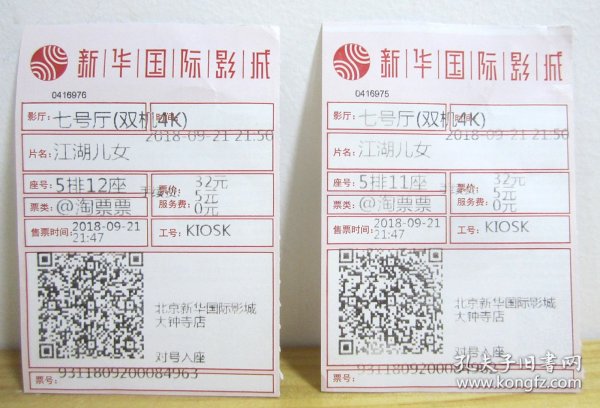 新华国际影城
0416976
影厅: 七号厅(双机4K)
时间:
2018-09-21 21:50
片名: 江湖儿女
座号: 5排12座
票价: 32元
5元
票类: @淘票票
服务费: 0元
售票时间: 2018-09-21
21:47
工号: KIOSK
北京新华国际影城
大钟寺店
对号入座
票号: 9311809200084963
新华国际影城
0416975
影厅: 七号厅(双机4K)
2018-09-21 21:50
片名: 江湖儿女
座号: 5排11座
票价: 32元
5元
票类: @淘票票
服务费: 0元
售票时间: 2018-09-21
21:47
工号: KIOSK
北京新华国际影城
大钟寺店
对号入座
票号:
孔夫子旧书网
www.kongfz.com